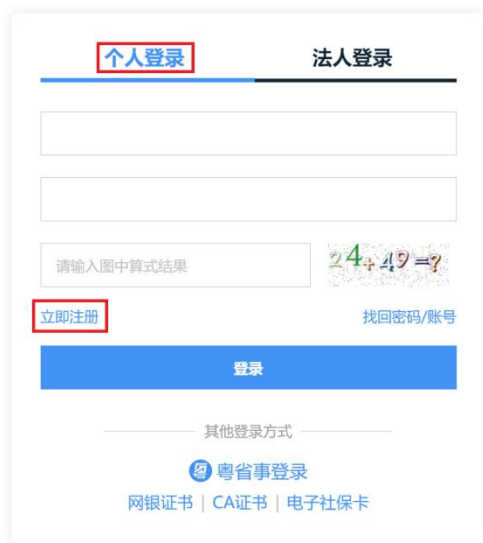 个人登录 法人登录
请输入图中算式结果 24+49=?
立即注册 找回密码/账号
登录
其他登录方式
粤省事登录
网银证书 | CA证书 | 电子社保卡